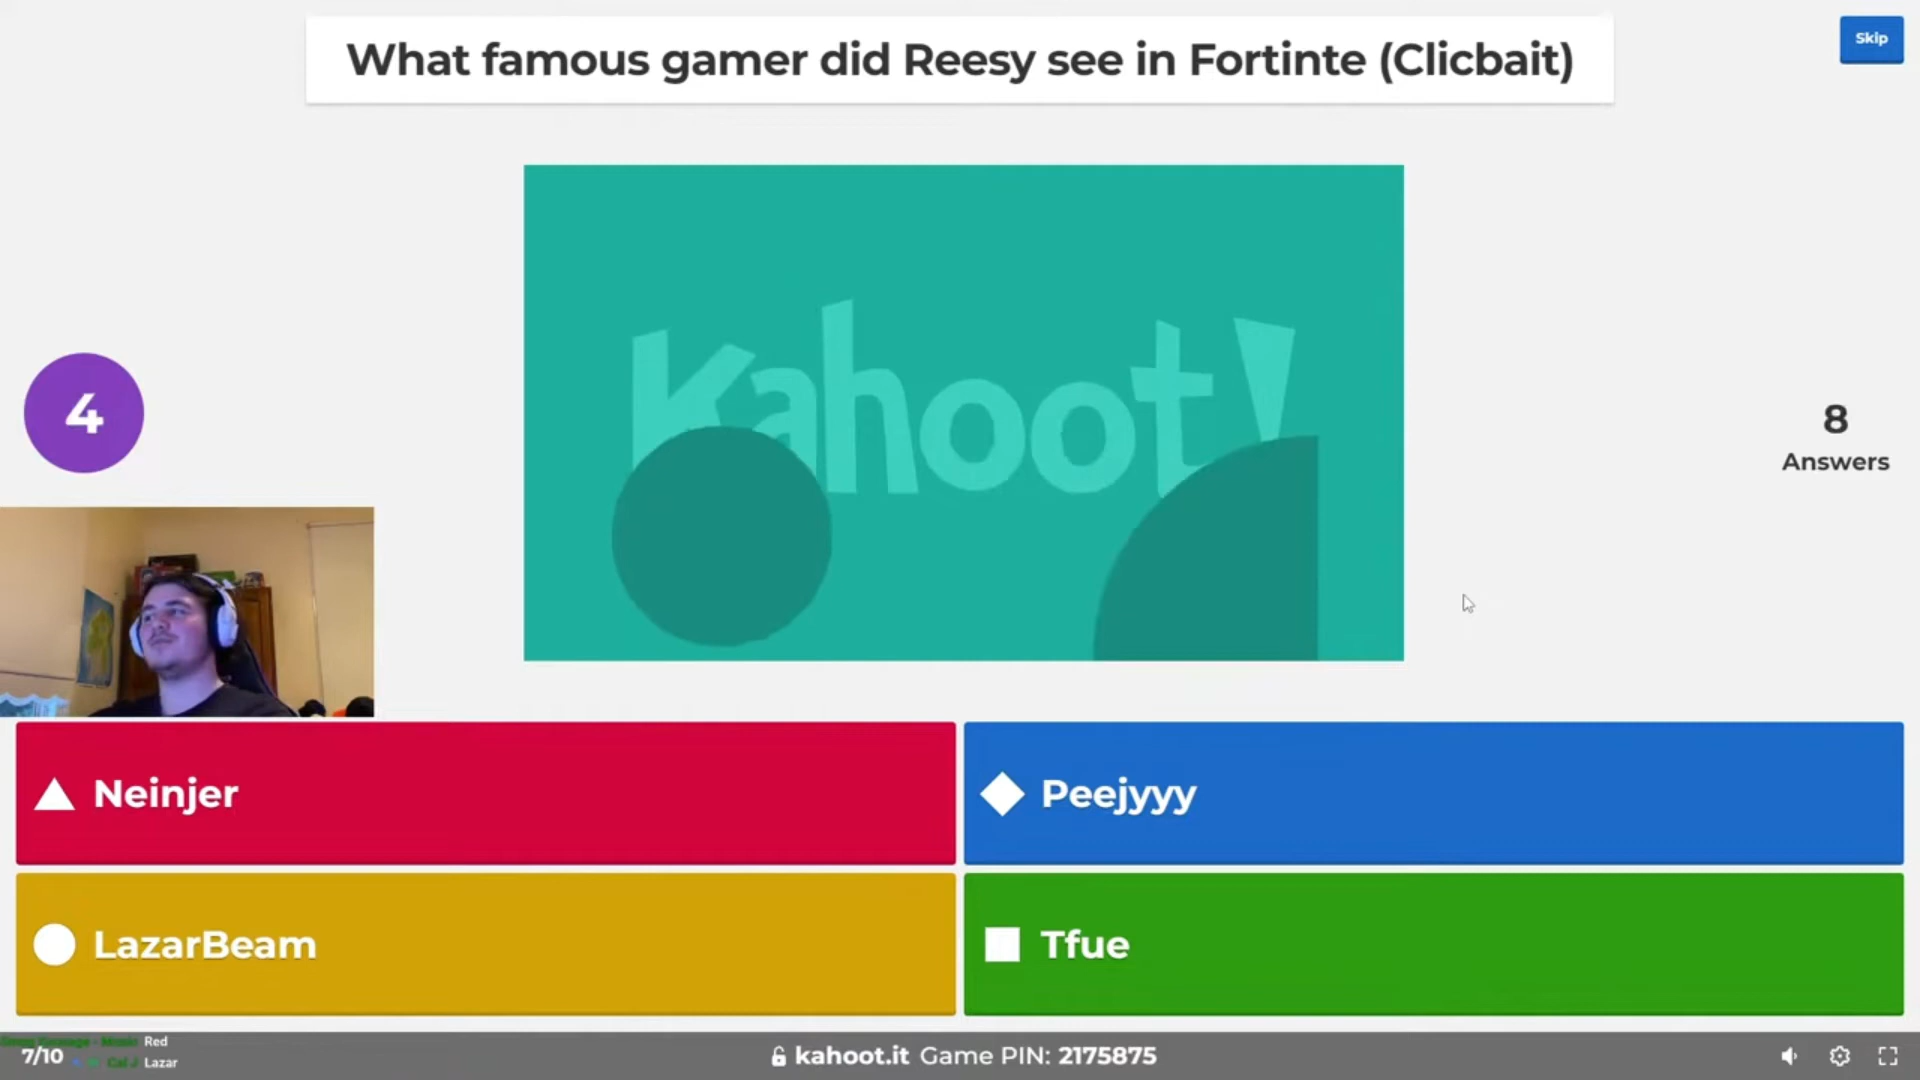 What famous gamer did Reesy see in Fortinte (Clicbait)
Skip
Kahoot!
4
8
Answers
Neinjer
Peejyyy
LazarBeam
Tfue
Red
7/10
Cal J Lazar
kahoot.it Game PIN: 2175875